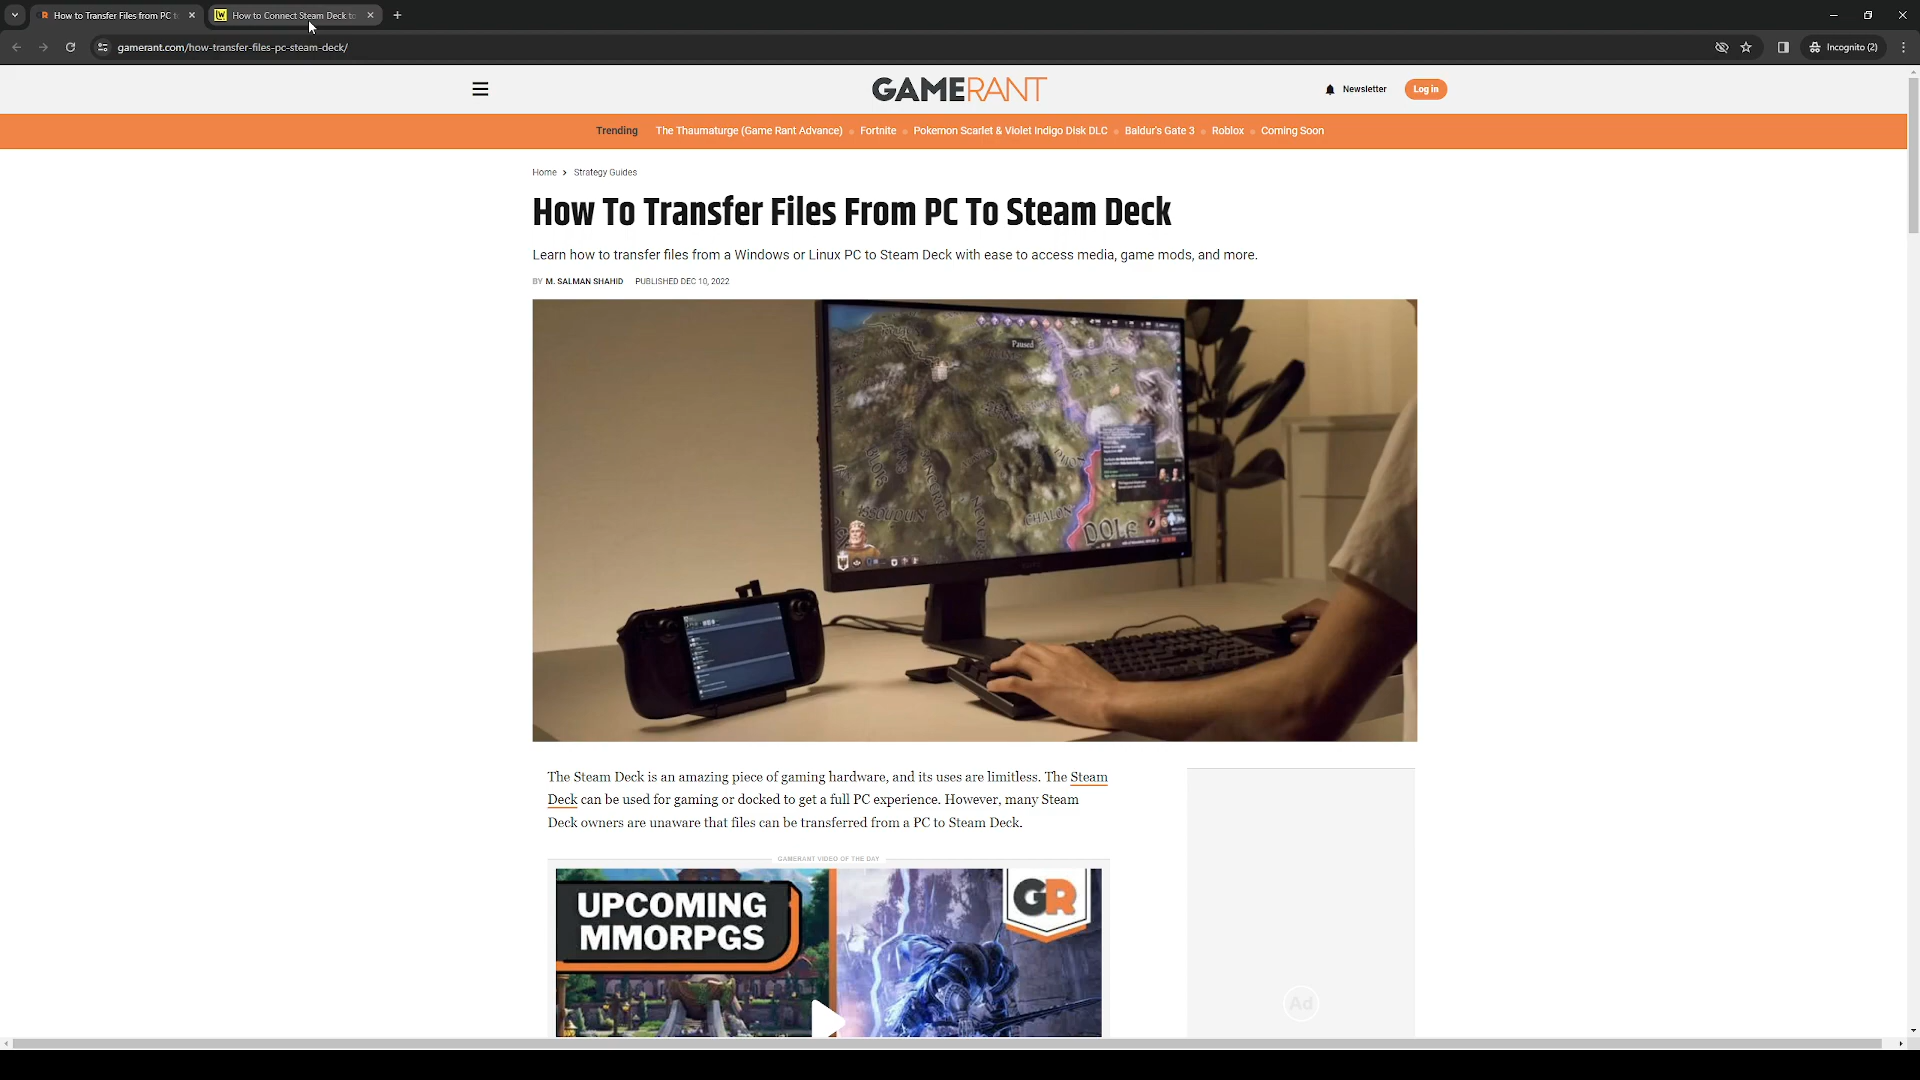 How to Transfer Files from PC t
How to Connect Steam Deck to
gamerant.com/how-transfer-files-pc-steam-deck/
Incognito (2)
GAMERANT
Newsletter
Log in
Trending
The Thaumaturge (Game Rant Advance)
Fortnite
Pokemon Scarlet & Violet Indigo Disk DLC
Baldur's Gate 3
Roblox
Coming Soon
Home > Strategy Guides
How To Transfer Files From PC To Steam Deck
Learn how to transfer files from a Windows or Linux PC to Steam Deck with ease to access media, game mods, and more.
BY M. SALMAN SHAHID PUBLISHED DEC 10, 2022
Paused
CHALON
DOLE
The Steam Deck is an amazing piece of gaming hardware, and its uses are limitless. The Steam
Deck can be used for gaming or docked to get a full PC experience. However, many Steam
Deck owners are unaware that files can be transferred from a PC to Steam Deck.
GAMERANT VIDEO OF THE DAY
UPCOMING
MMORPGS
GR
Ad